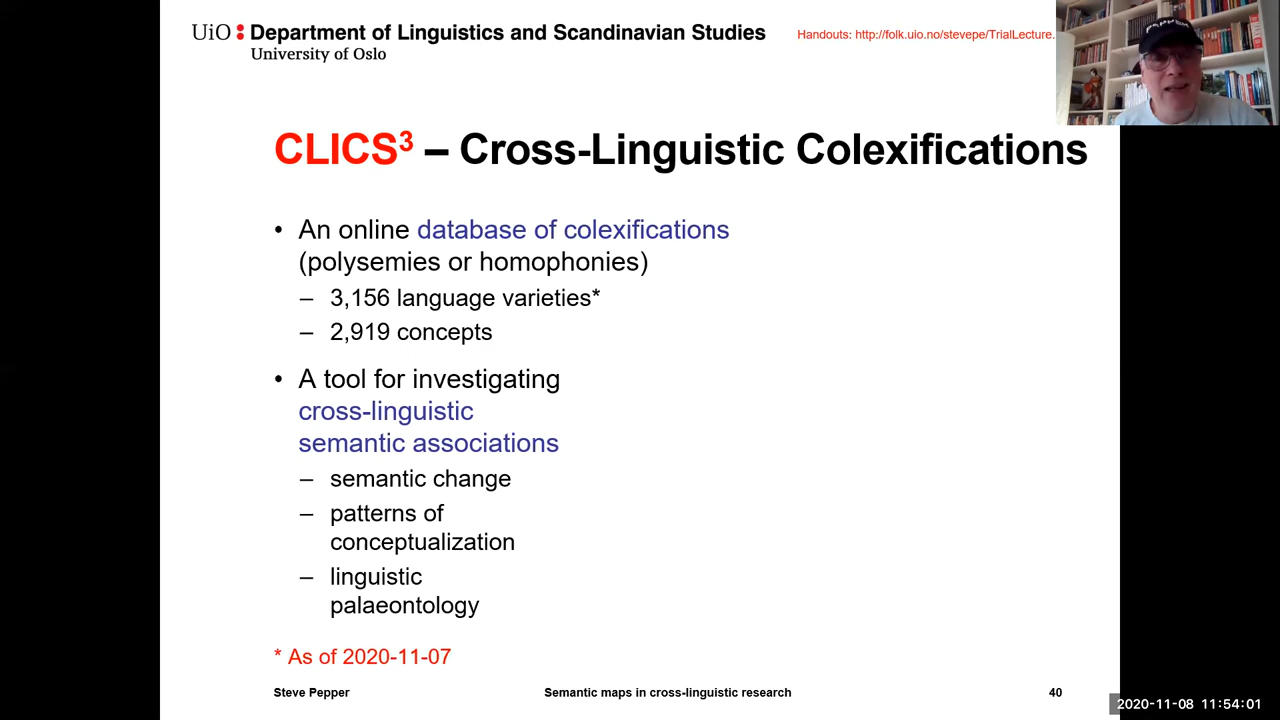 UiO : Department of Linguistics and Scandinavian Studies
University of Oslo
Handouts: http://folk.uio.no/stevepe/TrialLecture.
CLICS³ – Cross-Linguistic Colexifications
• An online database of colexifications
(polysemies or homophonies)
– 3,156 language varieties*
– 2,919 concepts
• A tool for investigating
cross-linguistic
semantic associations
– semantic change
– patterns of
conceptualization
– linguistic
palaeontology
* As of 2020-11-07
Steve Pepper
Semantic maps in cross-linguistic research
40
2020-11-08 11:54:01